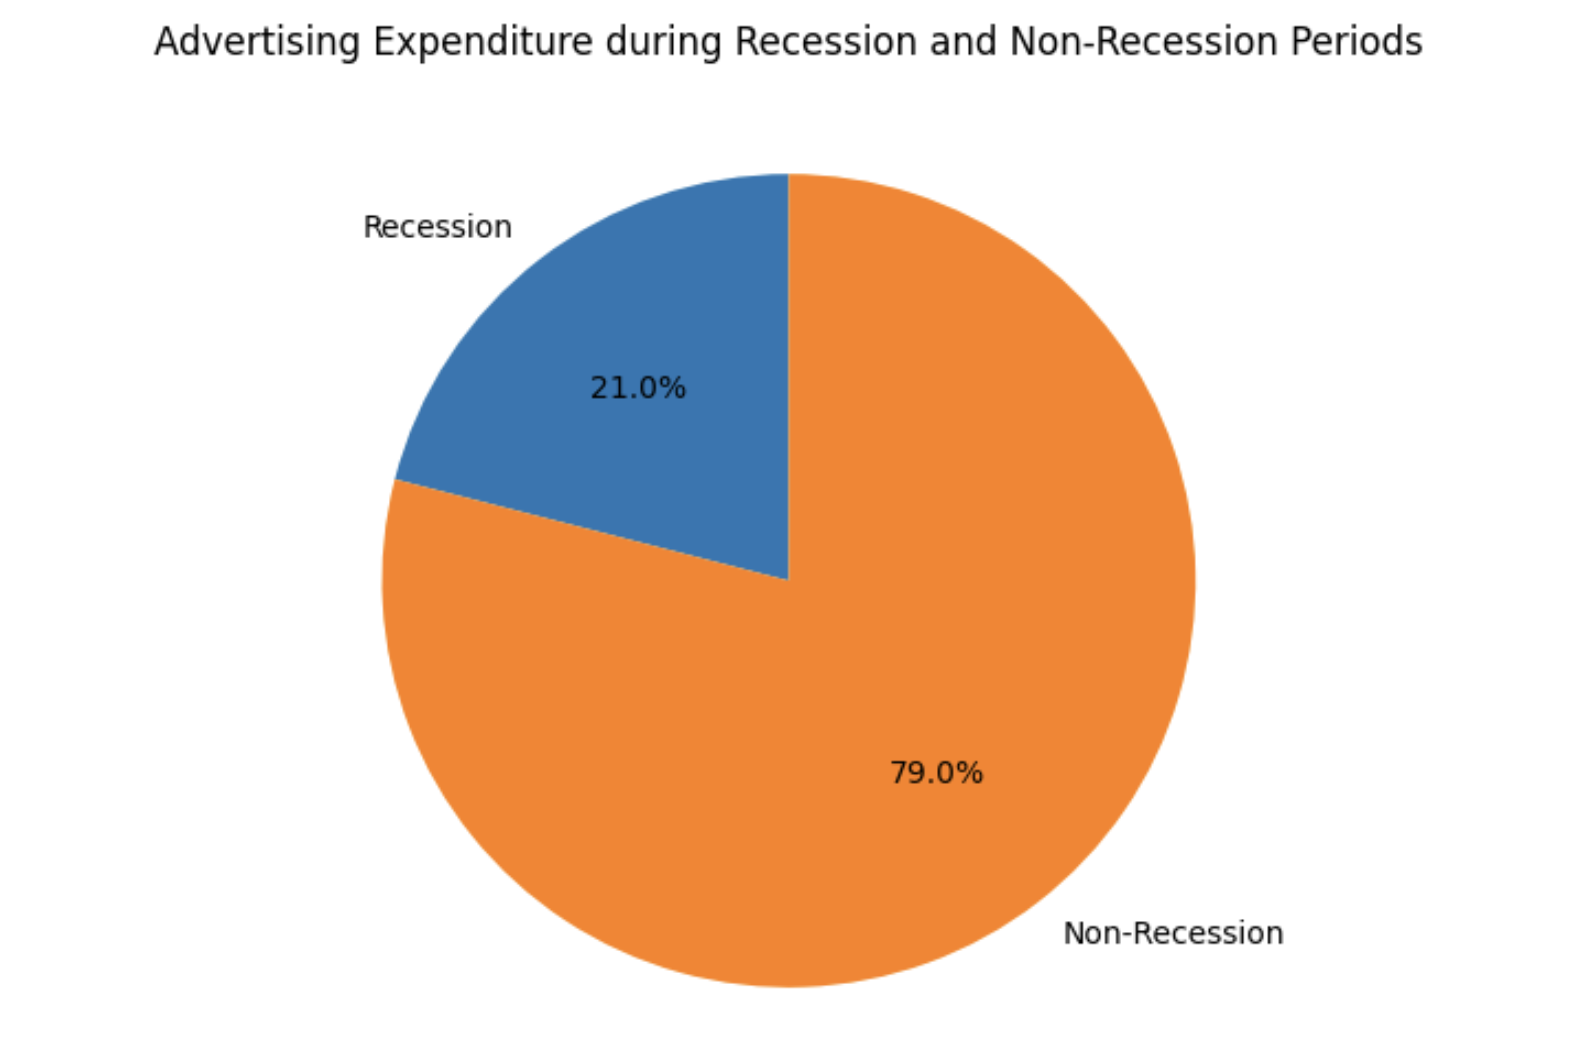 Advertising Expenditure during Recession and Non-Recession Periods
Recession
21.0%
79.0%
Non-Recession